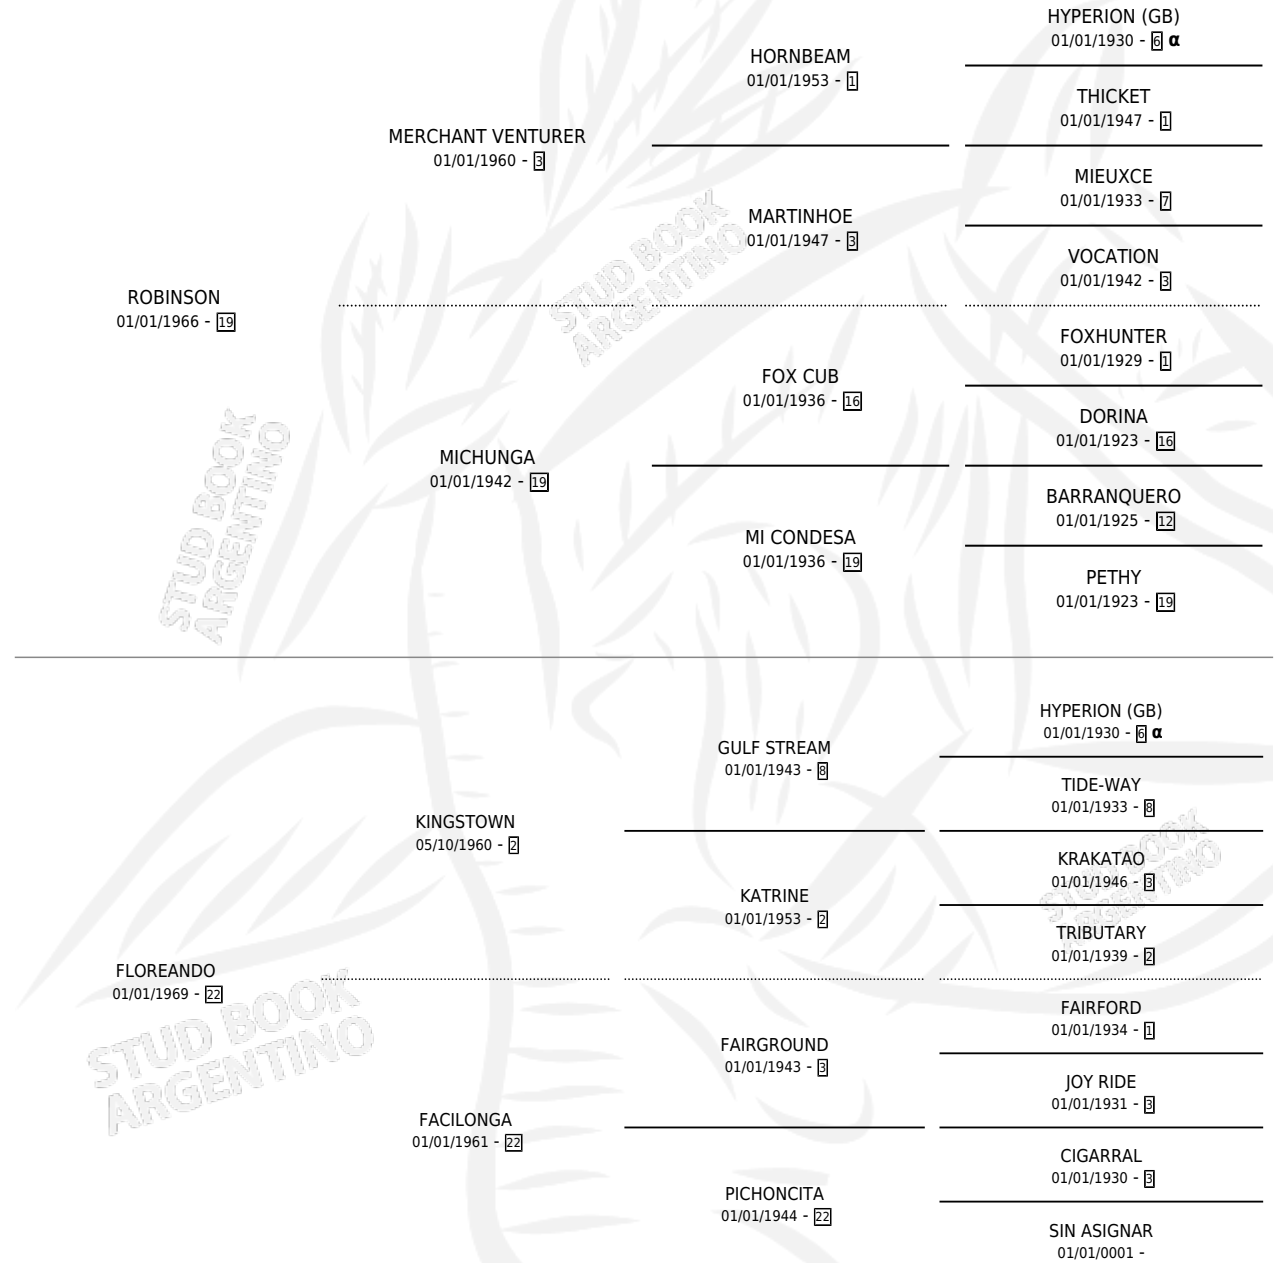 HYPERION (GB)
01/01/1930 - 6 α
HORNBEAM
01/01/1953 - 1
THICKET
01/01/1947 - 1
MERCHANT VENTURER
01/01/1960 - 3
MIEUXCE
01/01/1933 - 7
MARTINHOE
01/01/1947 - 3
VOCATION
01/01/1942 - 3
ROBINSON
01/01/1966 - 19
FOXHUNTER
01/01/1929 - 1
FOX CUB
01/01/1936 - 16
DORINA
01/01/1923 - 16
MICHUNGA
01/01/1942 - 19
BARRANQUERO
01/01/1925 - 12
MI CONDESA
01/01/1936 - 19
PETHY
01/01/1923 - 19
HYPERION (GB)
01/01/1930 - 6 α
GULF STREAM
01/01/1943 - 8
TIDE-WAY
01/01/1933 - 8
KINGSTOWN
05/10/1960 - 2
KRAKATAO
01/01/1946 - 3
KATRINE
01/01/1953 - 2
TRIBUTARY
01/01/1939 - 2
FLOREANDO
01/01/1969 - 22
FAIRFORD
01/01/1934 - 1
FAIRGROUND
01/01/1943 - 3
JOY RIDE
01/01/1931 - 3
FACILONGA
01/01/1961 - 22
CIGARRAL
01/01/1930 - 3
PICHONCITA
01/01/1944 - 22
SIN ASIGNAR
01/01/0001 -
STUD BOOK
ARGENTINO
STUD BOOK
ARGENTINO
STUD BOOK
ARGENTINO
STUD BOOK
ARGENTINO